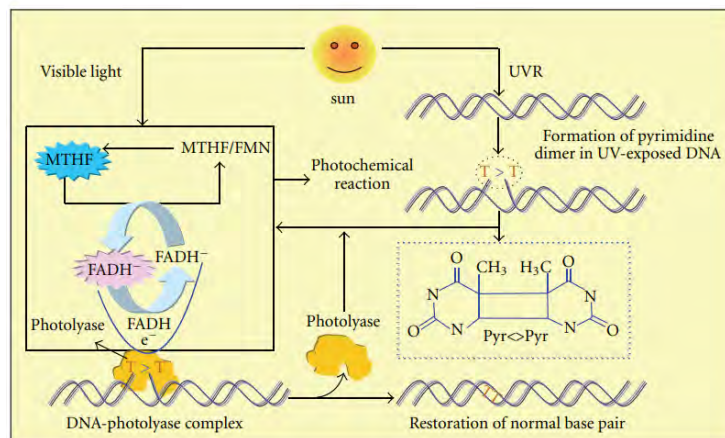 Visible light
sun
UVR
MTHF
MTHF/FMN
Photochemical
reaction
Formation of pyrimidine
dimer in UV-exposed DNA
T > T
FADH⁻
FADH⁻
FADH
e⁻
Photolyase
T > T
DNA-photolyase complex
Photolyase
O
CH₃
H₃C
O
N
N
O
N
N
O
Pyr<>Pyr
Restoration of normal base pair